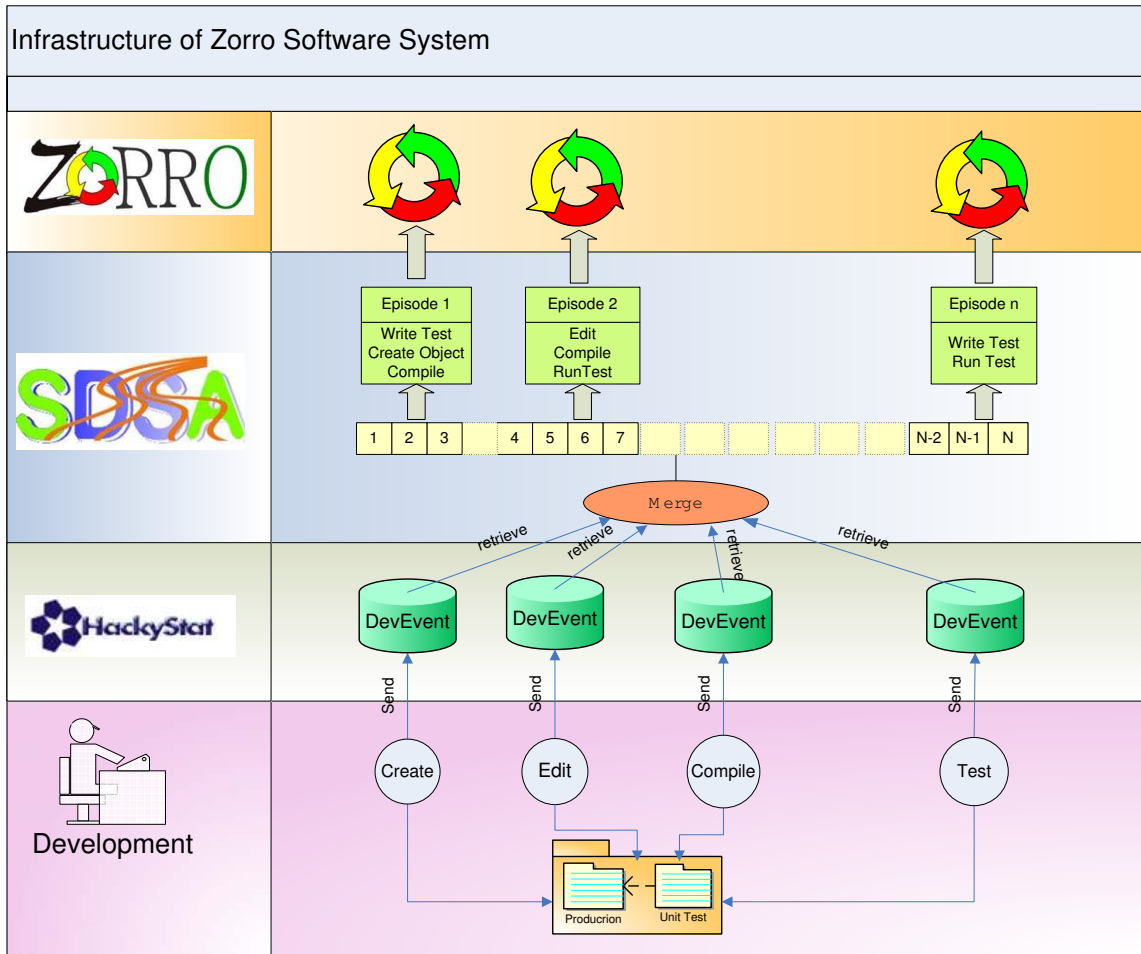 Infrastructure of Zorro Software System
ZORRO
Episode 1
Write Test
Create Object
Compile
Episode 2
Edit
Compile
RunTest
Episode n
Write Test
Run Test
SDSA
1 2 3 4 5 6 7 N-2 N-1 N
Merge
retrieve
retrieve
retrieve
retrieve
HackyStat
DevEvent
DevEvent
DevEvent
DevEvent
Send
Send
Send
Send
Create
Edit
Compile
Test
Development
Producrion
Unit Test